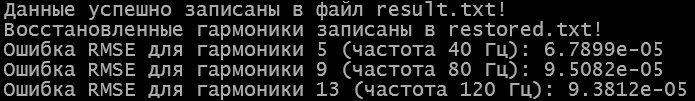 Данные успешно записаны в файл result.txt!
Восстановленные гармоники записаны в restored.txt!
Ошибка RMSE для гармоники 5 (частота 40 Гц): 6.7899e-05
Ошибка RMSE для гармоники 9 (частота 80 Гц): 9.5082e-05
Ошибка RMSE для гармоники 13 (частота 120 Гц): 9.3812e-05